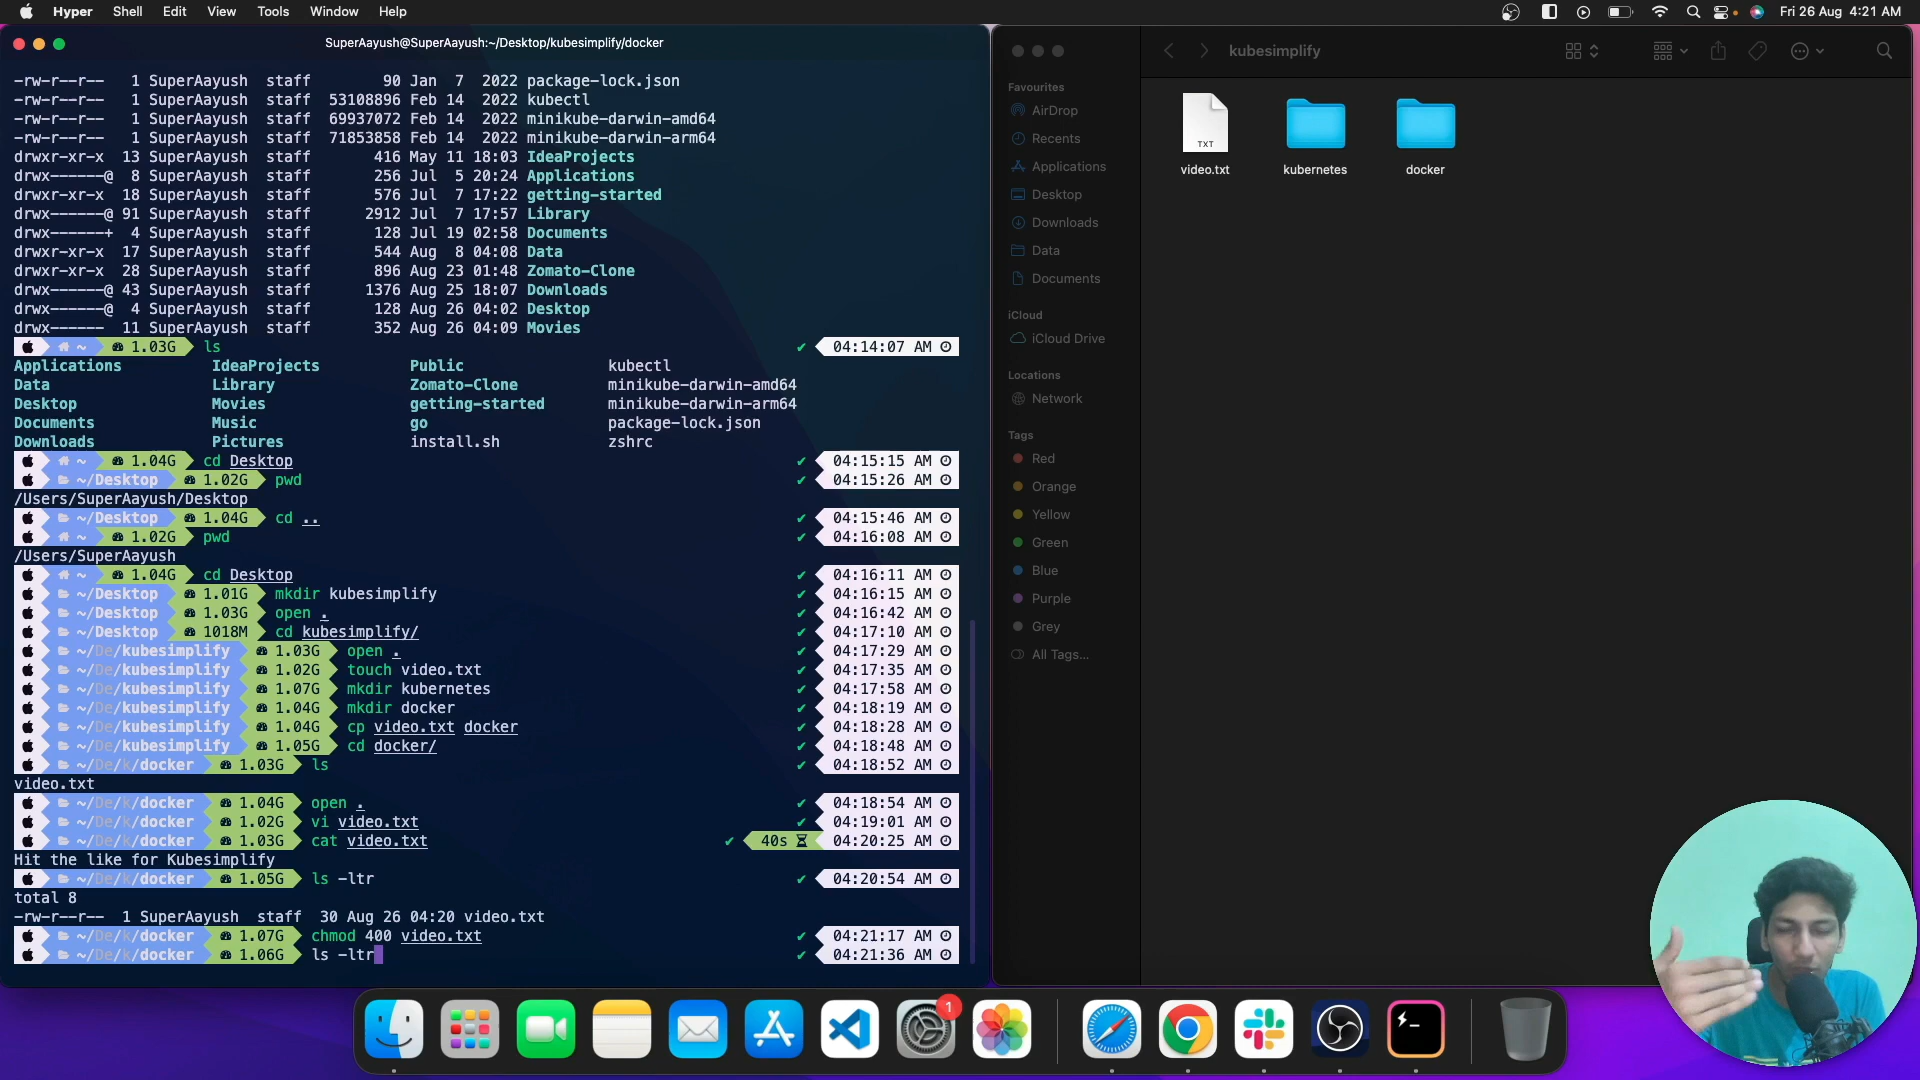 Hyper Shell Edit View Tools Window Help
Fri 26 Aug 4:21 AM
SuperAayush@SuperAayush:~/Desktop/kubesimplify/docker
-rw-r--r-- 1 SuperAayush staff 90 Jan 7 2022 package-lock.json
-rw-r--r-- 1 SuperAayush staff 53108896 Feb 14 2022 kubectl
-rw-r--r-- 1 SuperAayush staff 69937072 Feb 14 2022 minikube-darwin-amd64
-rw-r--r-- 1 SuperAayush staff 71853858 Feb 14 2022 minikube-darwin-arm64
drwxr-xr-x 13 SuperAayush staff 416 May 11 18:03 IdeaProjects
drwx------@ 8 SuperAayush staff 256 Jul 5 20:24 Applications
drwxr-xr-x 18 SuperAayush staff 576 Jul 7 17:22 getting-started
drwx------@ 91 SuperAayush staff 2912 Jul 7 17:57 Library
drwx------+ 4 SuperAayush staff 128 Jul 19 02:58 Documents
drwxr-xr-x 17 SuperAayush staff 544 Aug 8 04:08 Data
drwxr-xr-x 28 SuperAayush staff 896 Aug 23 01:48 Zomato-Clone
drwx------@ 43 SuperAayush staff 1376 Aug 25 18:07 Downloads
drwx------@ 4 SuperAayush staff 128 Aug 26 04:02 Desktop
drwx------ 11 SuperAayush staff 352 Aug 26 04:09 Movies
~ 1.03G ls ✔ 04:14:07 AM
Applications IdeaProjects Public kubectl
Data Library Zomato-Clone minikube-darwin-amd64
Desktop Movies getting-started minikube-darwin-arm64
Documents Music go package-lock.json
Downloads Pictures install.sh zshrc
~ 1.04G cd Desktop ✔ 04:15:15 AM
~/Desktop 1.02G pwd ✔ 04:15:26 AM
/Users/SuperAayush/Desktop
~/Desktop 1.04G cd .. ✔ 04:15:46 AM
~ 1.02G pwd ✔ 04:16:08 AM
/Users/SuperAayush
~ 1.04G cd Desktop ✔ 04:16:11 AM
~/Desktop 1.01G mkdir kubesimplify ✔ 04:16:15 AM
~/Desktop 1.03G open . ✔ 04:16:42 AM
~/Desktop 1018M cd kubesimplify/ ✔ 04:17:10 AM
~/De/kubesimplify 1.03G open . ✔ 04:17:29 AM
~/De/kubesimplify 1.02G touch video.txt ✔ 04:17:35 AM
~/De/kubesimplify 1.07G mkdir kubernetes ✔ 04:17:58 AM
~/De/kubesimplify 1.04G mkdir docker ✔ 04:18:19 AM
~/De/kubesimplify 1.04G cp video.txt docker ✔ 04:18:28 AM
~/De/kubesimplify 1.05G cd docker/ ✔ 04:18:48 AM
~/De/k/docker 1.03G ls ✔ 04:18:52 AM
video.txt
~/De/k/docker 1.04G open . ✔ 04:18:54 AM
~/De/k/docker 1.02G vi video.txt ✔ 04:19:01 AM
~/De/k/docker 1.03G cat video.txt ✔ 40s 04:20:25 AM
Hit the like for Kubesimplify
~/De/k/docker 1.05G ls -ltr ✔ 04:20:54 AM
total 8
-rw-r--r-- 1 SuperAayush staff 30 Aug 26 04:20 video.txt
~/De/k/docker 1.07G chmod 400 video.txt ✔ 04:21:17 AM
~/De/k/docker 1.06G ls -ltr ✔ 04:21:36 AM
kubesimplify
Favourites
AirDrop
Recents
Applications
Desktop
Downloads
Data
Documents
iCloud
iCloud Drive
Locations
Network
Tags
Red
Orange
Yellow
Green
Blue
Purple
Grey
All Tags...
TXT
video.txt kubernetes docker
1